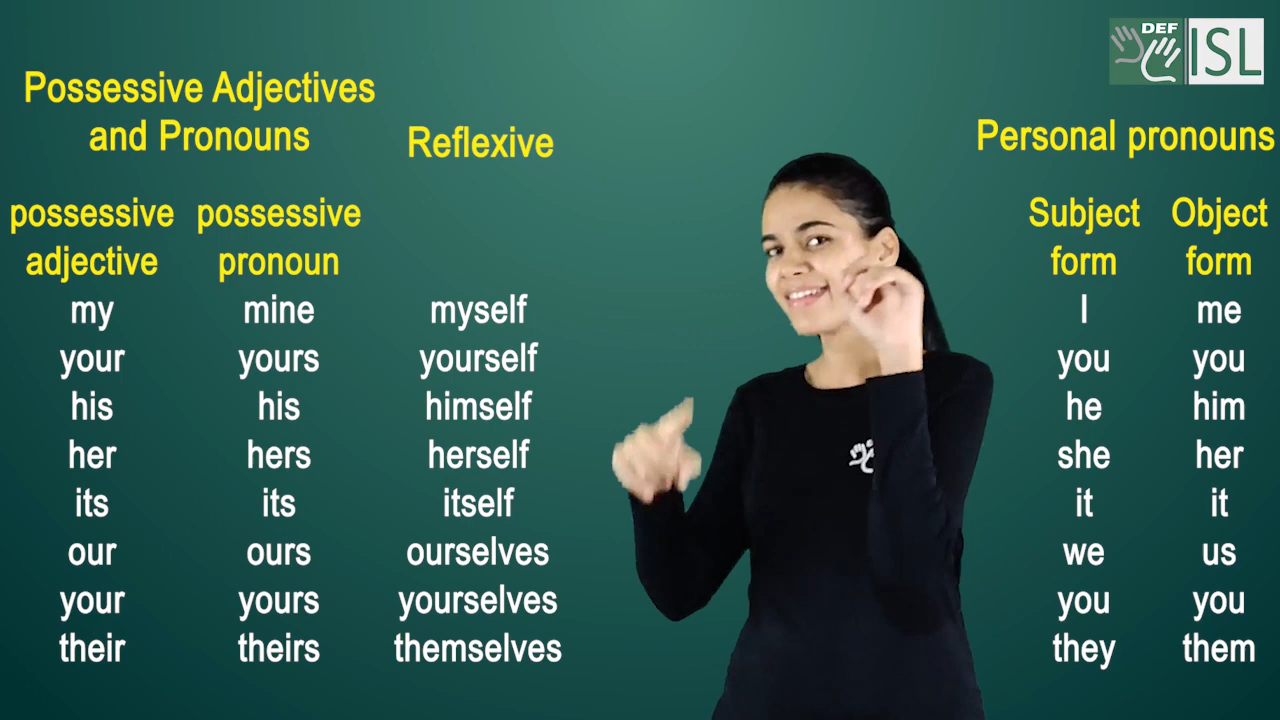 DEF
ISL
Possessive Adjectives
and Pronouns
Reflexive
Personal pronouns
possessive possessive
adjective pronoun
Subject Object
form form
my mine myself I me
your yours yourself you you
his his himself he him
her hers herself she her
its its itself it it
our ours ourselves we us
your yours yourselves you you
their theirs themselves they them